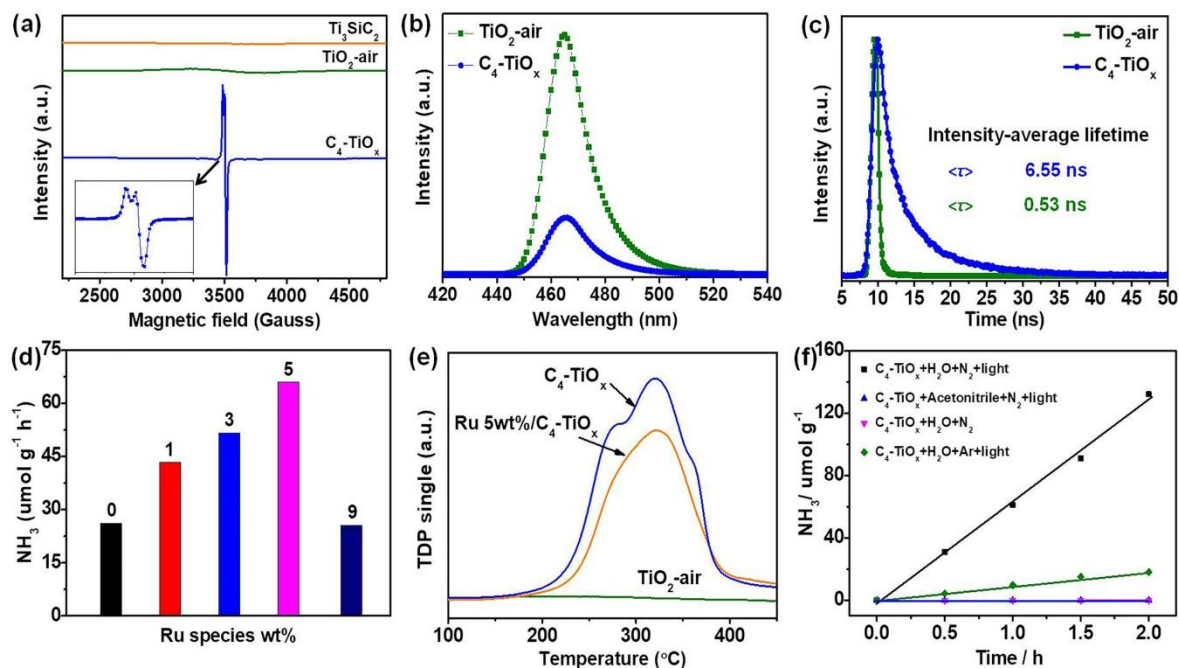 (a)
Ti₃SiC₂
TiO₂-air
C₄-TiOₓ
Intensity (a.u.)
2500 3000 3500 4000 4500
Magnetic field (Gauss)
(b)
TiO₂-air
C₄-TiOₓ
Intensity (a.u.)
420 440 460 480 500 520 540
Wavelength (nm)
(c)
TiO₂-air
C₄-TiOₓ
Intensity-average lifetime
<τ> 6.55 ns
<τ> 0.53 ns
Intensity (a.u.)
5 10 15 20 25 30 35 40 45 50
Time (ns)
(d)
75
60
45
30
15
0
NH₃ (umol g⁻¹ h⁻¹)
0
1
3
5
9
Ru species wt%
(e)
C₄-TiOₓ
Ru 5wt%/C₄-TiOₓ
TiO₂-air
TDP single (a.u.)
100 200 300 400
Temperature (°C)
(f)
160
120
80
40
0
NH₃/ umol g⁻¹
C₄-TiOₓ+H₂O+N₂+light
C₄-TiOₓ+Acetonitrile+N₂+light
C₄-TiOₓ+H₂O+N₂
C₄-TiOₓ+H₂O+Ar+light
0.0 0.5 1.0 1.5 2.0
Time / h